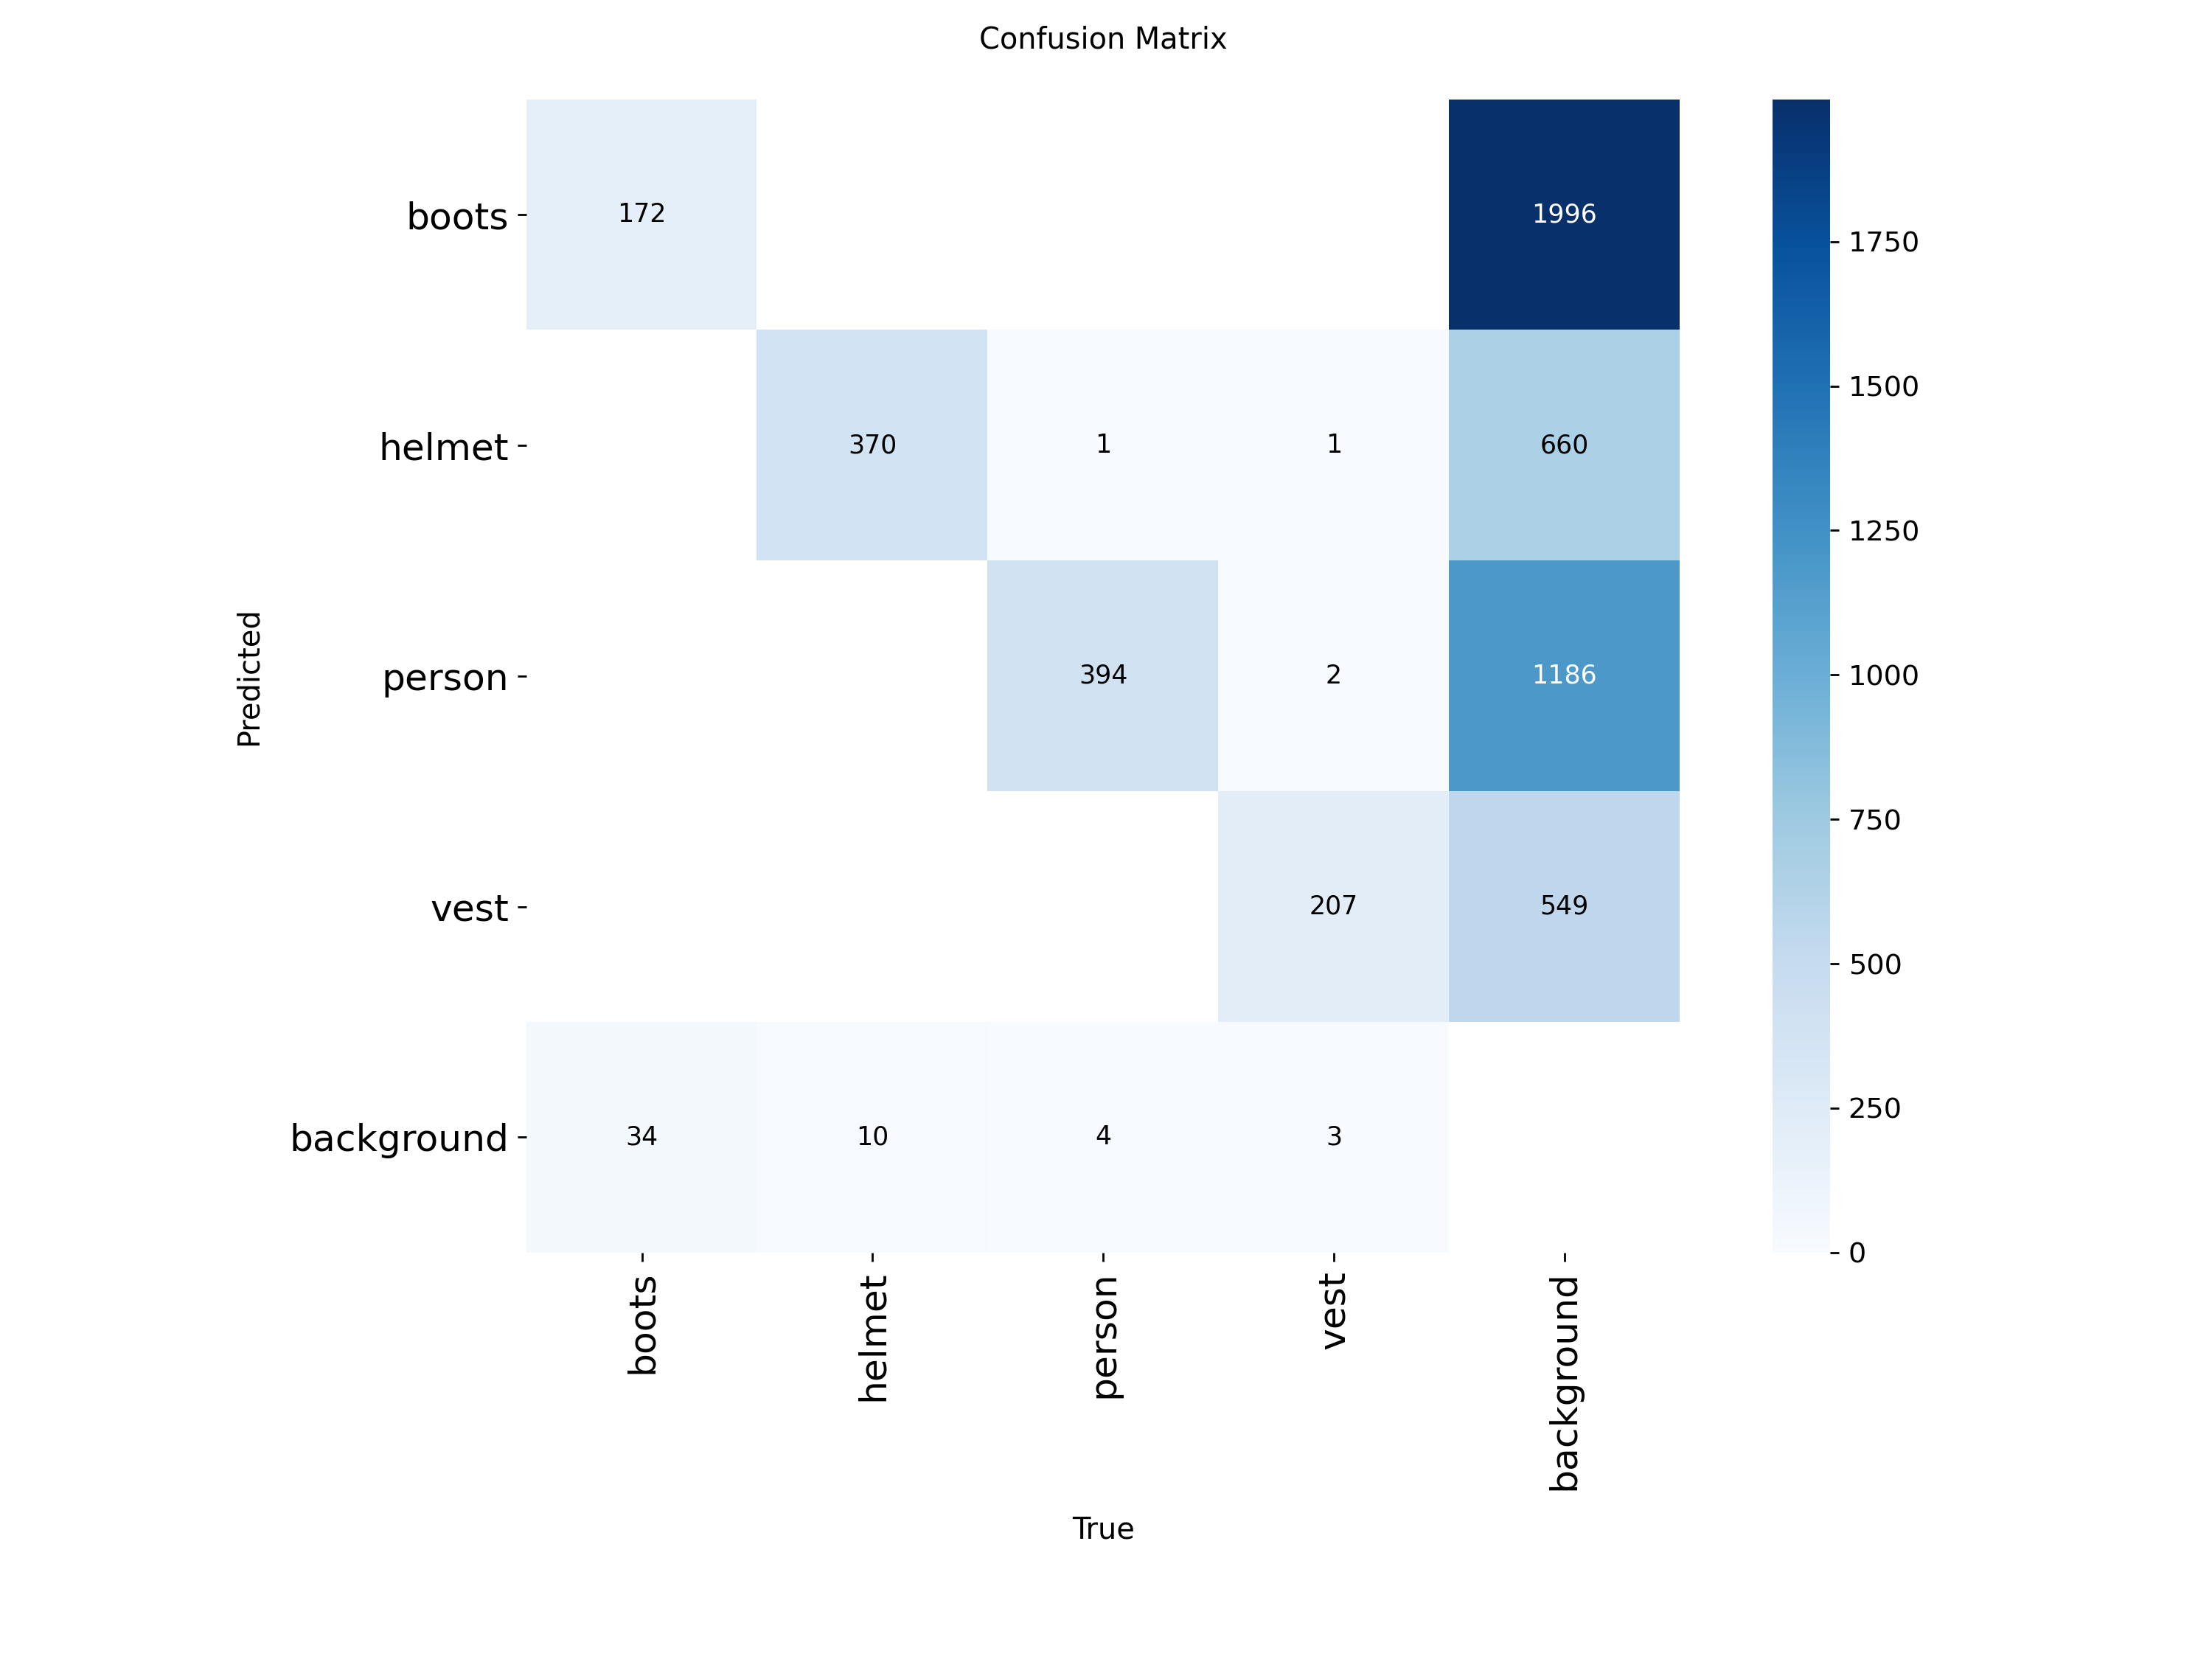 Confusion Matrix
boots
172
1996
helmet
370
1
1
660
person
394
2
1186
vest
207
549
background
34
10
4
3
Predicted
boots
helmet
person
vest
background
True
1750
1500
1250
1000
750
500
250
0